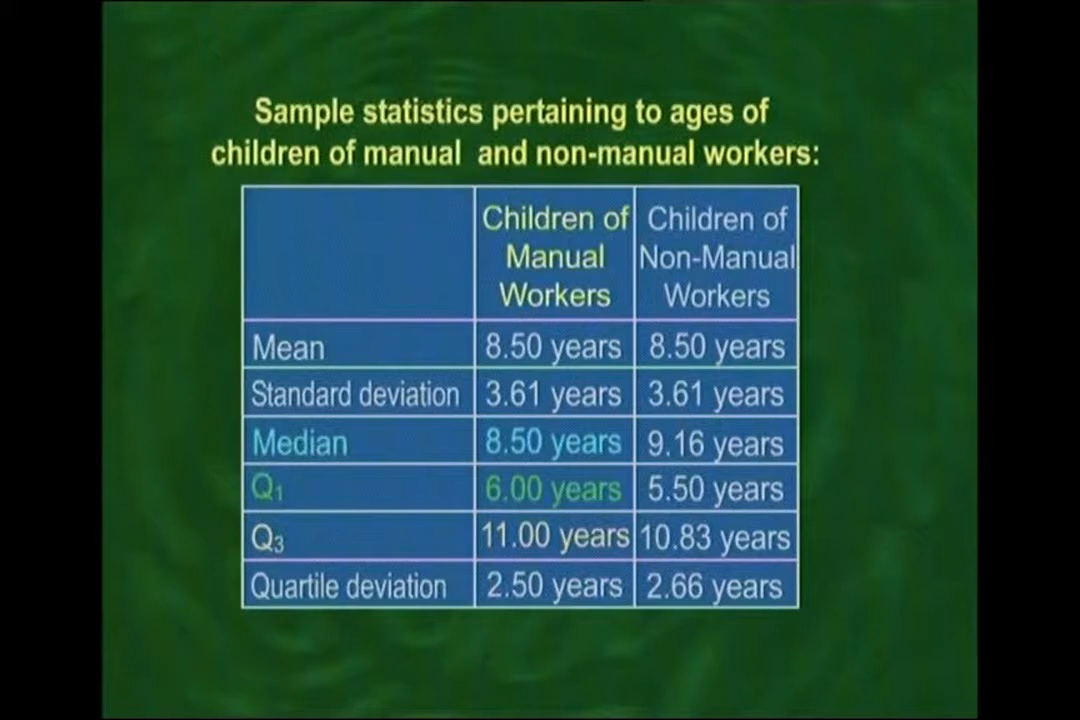 Sample statistics pertaining to ages of
children of manual and non-manual workers:
Children of Manual Workers Children of Non-Manual Workers
Mean 8.50 years 8.50 years
Standard deviation 3.61 years 3.61 years
Median 8.50 years 9.16 years
Q1 6.00 years 5.50 years
Q3 11.00 years 10.83 years
Quartile deviation 2.50 years 2.66 years